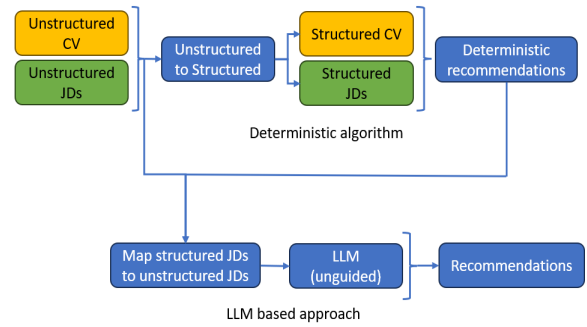 Unstructured
CV
Unstructured
JDs
Unstructured
to Structured
Structured CV
Structured
JDs
Deterministic
recommendations
Deterministic algorithm
Map structured JDs
to unstructured JDs
LLM
(unguided)
Recommendations
LLM based approach